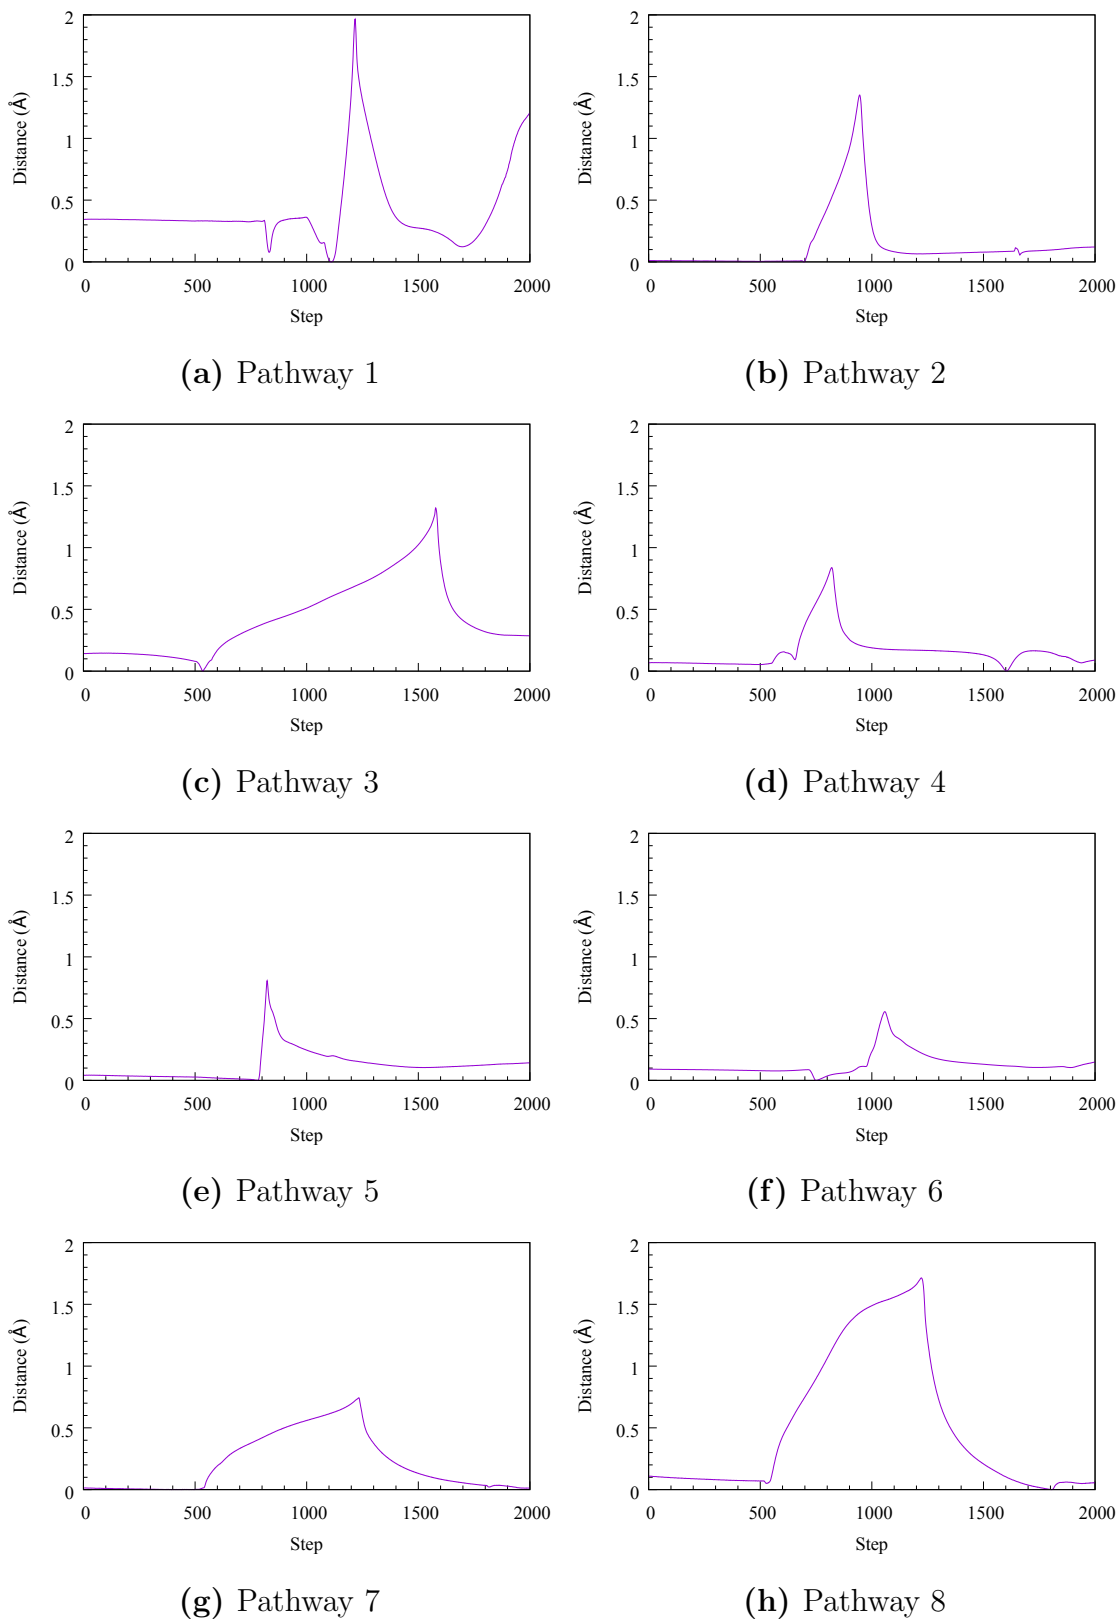 2
1.5
1
0.5
0
Distance (Å)
0 500 1000 1500 2000
Step
(a) Pathway 1
2
1.5
1
0.5
0
Distance (Å)
0 500 1000 1500 2000
Step
(b) Pathway 2
2
1.5
1
0.5
0
Distance (Å)
0 500 1000 1500 2000
Step
(c) Pathway 3
2
1.5
1
0.5
0
Distance (Å)
0 500 1000 1500 2000
Step
(d) Pathway 4
2
1.5
1
0.5
0
Distance (Å)
0 500 1000 1500 2000
Step
(e) Pathway 5
2
1.5
1
0.5
0
Distance (Å)
0 500 1000 1500 2000
Step
(f) Pathway 6
2
1.5
1
0.5
0
Distance (Å)
0 500 1000 1500 2000
Step
(g) Pathway 7
2
1.5
1
0.5
0
Distance (Å)
0 500 1000 1500 2000
Step
(h) Pathway 8